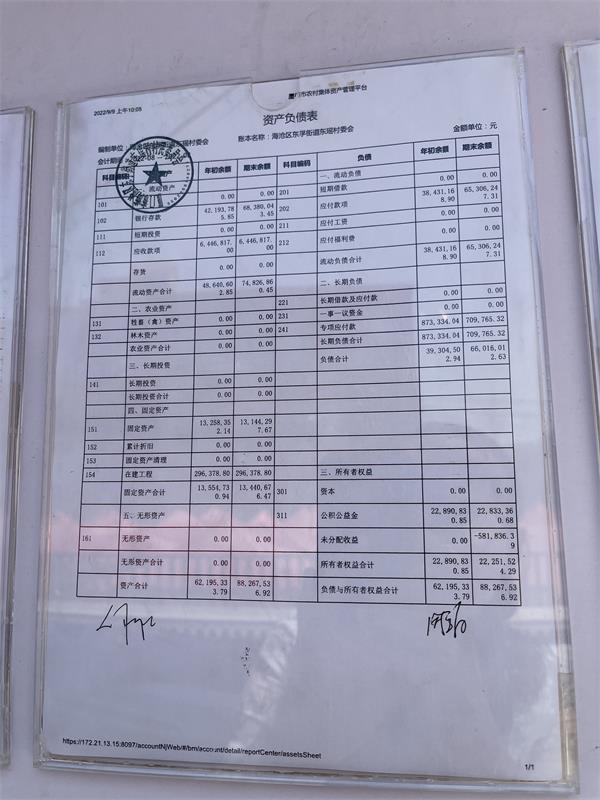 2022/9/9 上午10:05
厦门市农村集体资产管理平台
资产负债表
编制单位：海沧区东孚街道东瑶村委会 账本名称：海沧区东孚街道东瑶村委会 金额单位：元
会计期间：2022-08
科目编码 年初余额 期末余额 科目编码 负债 年初余额 期末余额
流动资产 一、流动负债
101 0.00 0.00 201 短期借款 0.00 0.00
102 银行存款 42,193,785.85 68,380,043.45 202 应付款项 38,431,168.90 65,306,247.31
111 短期投资 0.00 0.00 211 应付工资 0.00 0.00
112 应收款项 6,446,817.00 6,446,817.00 212 应付福利费 0.00 0.00
存货 0.00 0.00 流动负债合计 38,431,168.90 65,306,247.31
流动资产合计 48,640,602.85 74,826,860.45 二、长期负债
二、农业资产 221 长期借款及应付款 0.00 0.00
131 牲畜（禽）资产 0.00 0.00 231 一事一议资金 0.00 0.00
132 林木资产 0.00 0.00 241 专项应付款 873,334.04 709,765.32
农业资产合计 0.00 0.00 长期负债合计 873,334.04 709,765.32
三、长期投资 负债合计 39,304,502.94 66,016,012.63
141 长期投资 0.00 0.00
长期投资合计 0.00 0.00
四、固定资产
151 固定资产 13,258,352.14 13,144,297.67
152 累计折旧 0.00 0.00
153 固定资产清理 0.00 0.00
154 在建工程 296,378.80 296,378.80 三、所有者权益
固定资产合计 13,554,730.94 13,440,676.47 301 资本 0.00 0.00
五、无形资产 311 公积公益金 22,890,830.85 22,833,360.68
161 无形资产 0.00 0.00 未分配收益 0.00 -581,836.39
无形资产合计 0.00 0.00 所有者权益合计 22,890,830.85 22,251,524.29
资产合计 62,195,333.79 88,267,536.92 负债与所有者权益合计 62,195,333.79 88,267,536.92
https://172.21.13.15:8097/accountNjWeb/#/bm/account/detail/reportCenter/assetsSheet
1/1